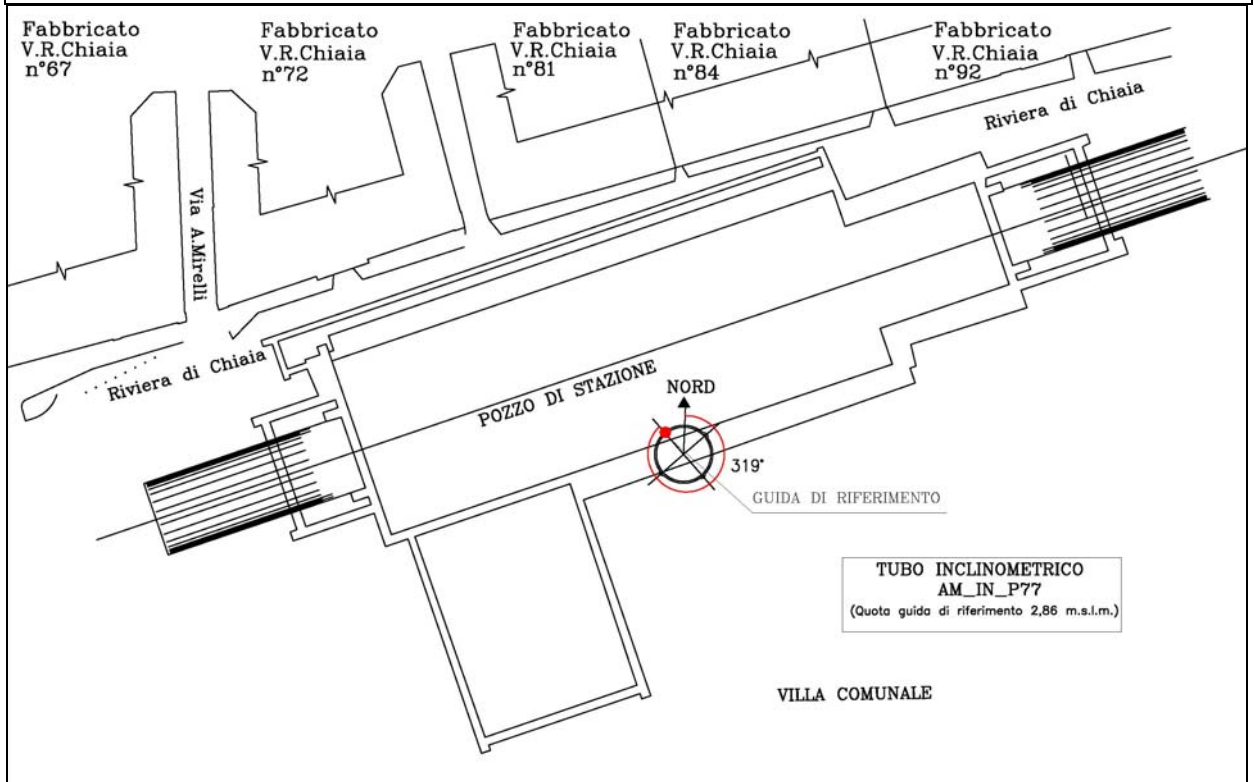 Fabbricato
V.R.Chiaia
n°67
Fabbricato
V.R.Chiaia
n°72
Fabbricato
V.R.Chiaia
n°81
Fabbricato
V.R.Chiaia
n°84
Fabbricato
V.R.Chiaia
n°92
Riviera di Chiaia
Via A.Mirelli
Riviera di Chiaia
POZZO DI STAZIONE
NORD
319°
GUIDA DI RIFERIMENTO
TUBO INCLINOMETRICO
AM_IN_P77
(Quota guida di riferimento 2,86 m.s.l.m.)
VILLA COMUNALE